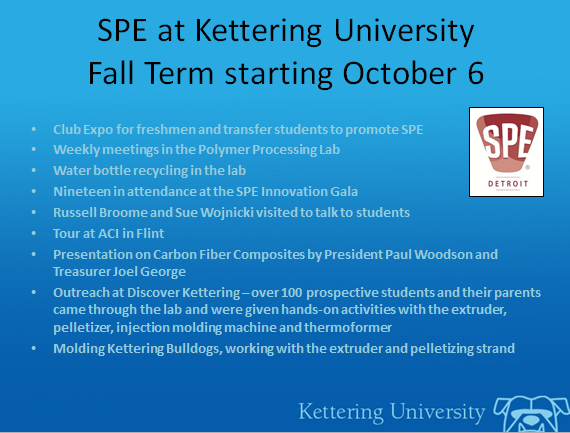 SPE at Kettering University
Fall Term starting October 6
• Club Expo for freshmen and transfer students to promote SPE
• Weekly meetings in the Polymer Processing Lab
• Water bottle recycling in the lab
• Nineteen in attendance at the SPE Innovation Gala
• Russell Broome and Sue Wojnicki visited to talk to students
• Tour at ACI in Flint
• Presentation on Carbon Fiber Composites by President Paul Woodson and
Treasurer Joel George
• Outreach at Discover Kettering – over 100 prospective students and their parents
came through the lab and were given hands-on activities with the extruder,
pelletizer, injection molding machine and thermoformer
• Molding Kettering Bulldogs, working with the extruder and pelletizing strand
SPE
®
DETROIT
Kettering University